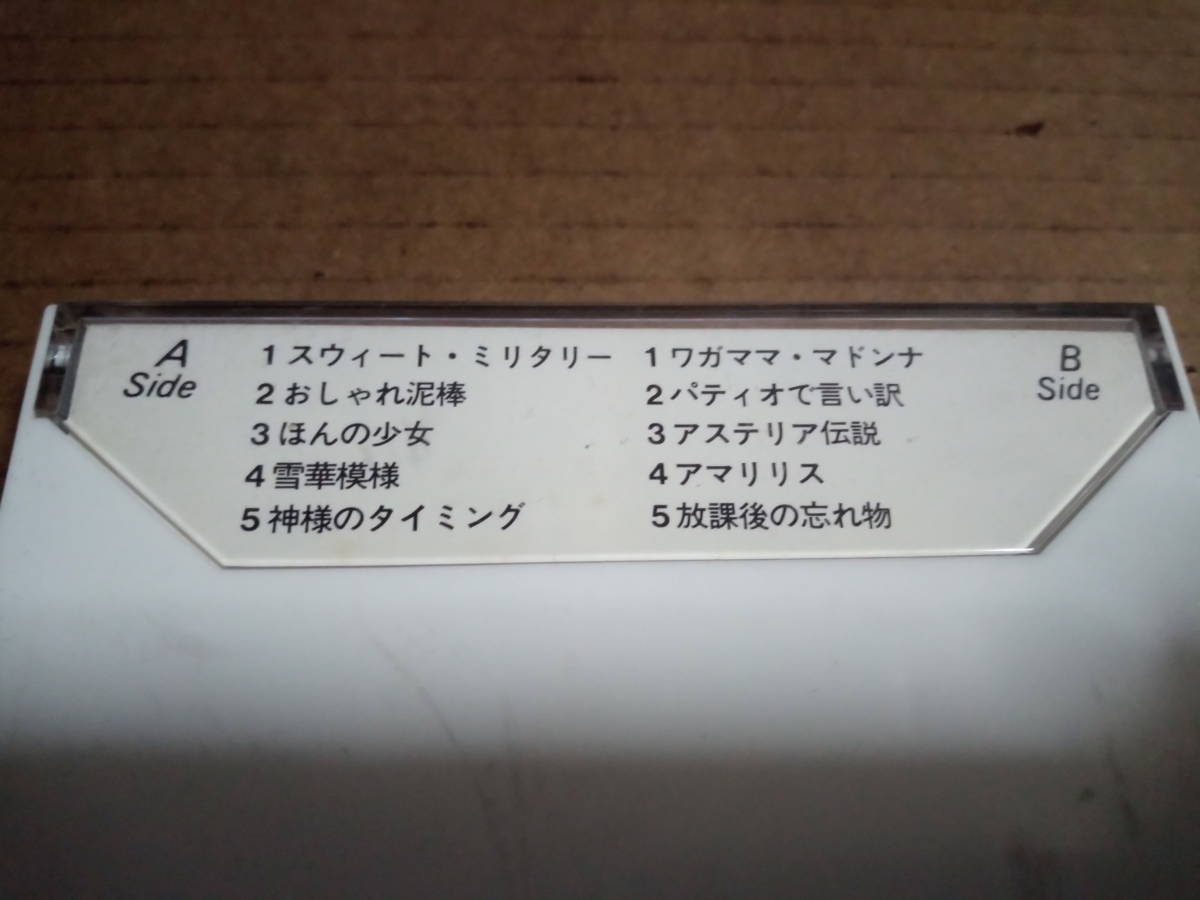 A
Side
1 スウィート・ミリタリー
2 おしゃれ泥棒
3 ほんの少女
4 雪華模様
5 神様のタイミング
1 ワガママ・マドンナ
2 パティオで言い訳
3 アステリア伝説
4 アマリリス
5 放課後の忘れ物
B
Side